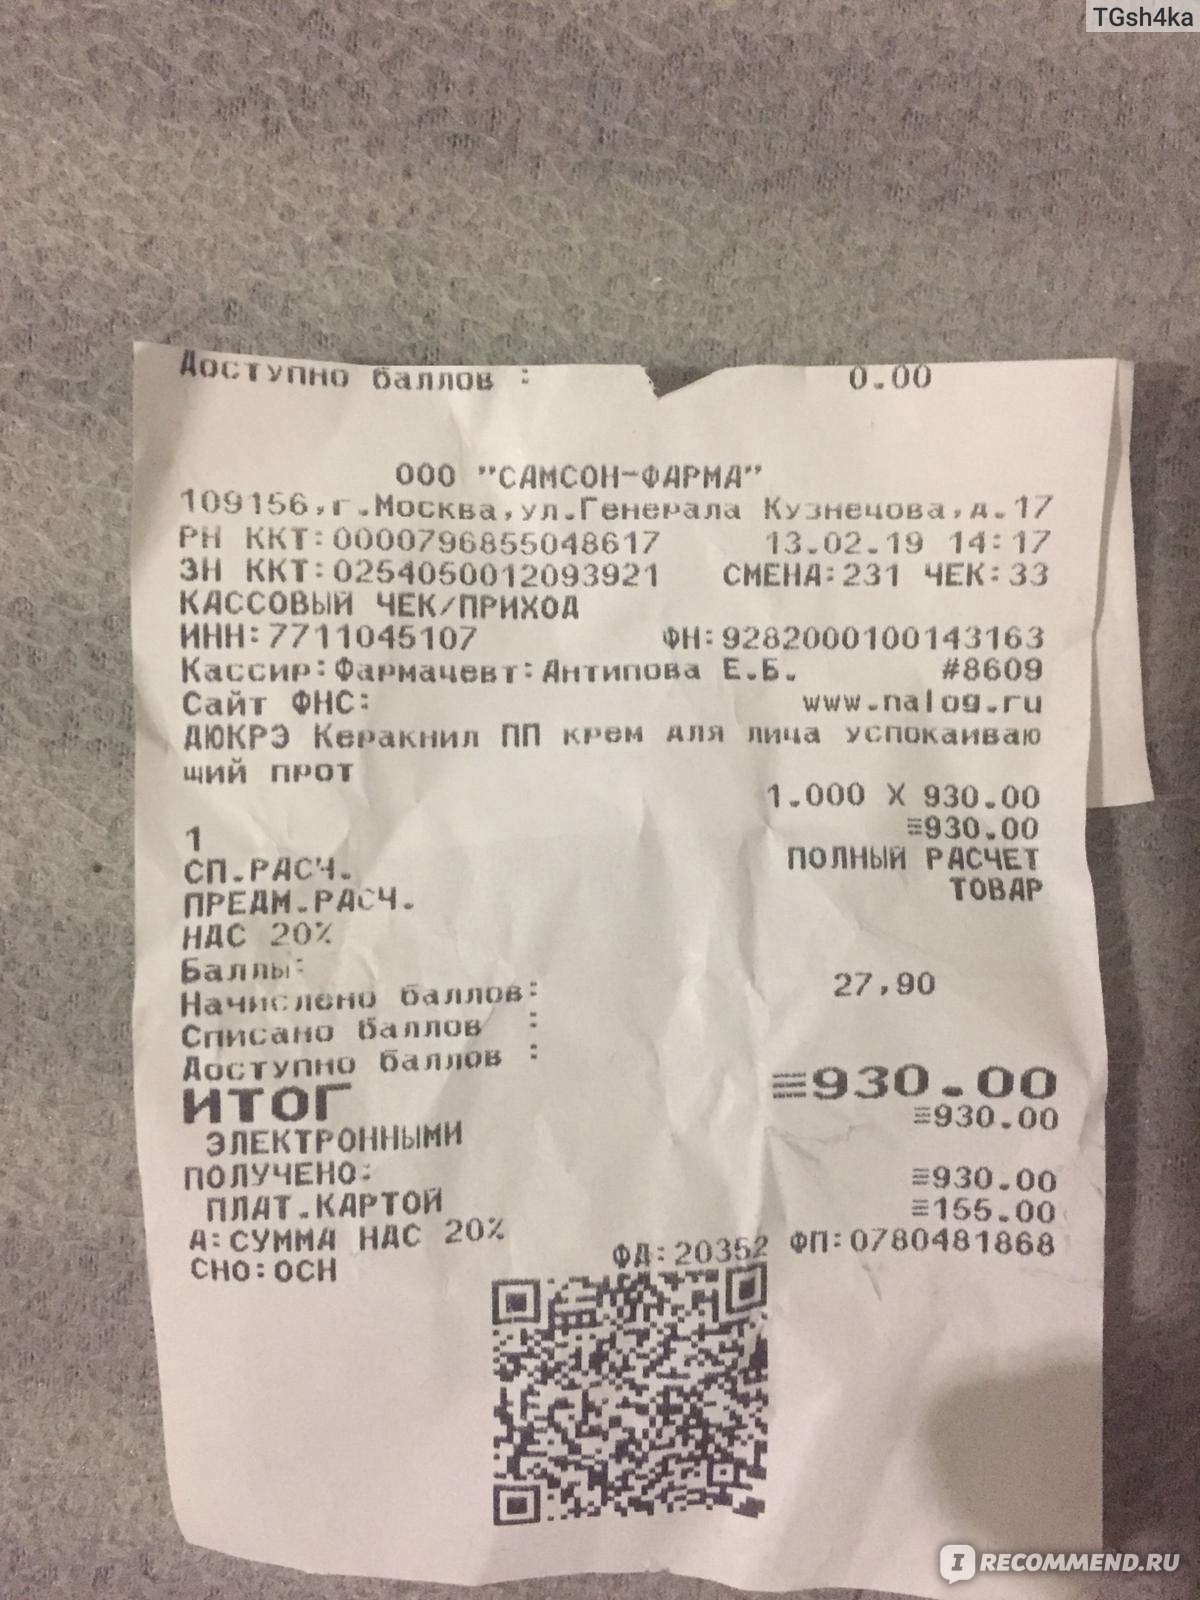 TGsh4ka
Доступно баллов : 0.00
ООО "САМСОН-ФАРМА"
109156,г.Москва,ул.Генерала Кузнецова,д.17
РН ККТ:0000796855048617 13.02.19 14:17
ЗН ККТ:0254050012093921 СМЕНА:231 ЧЕК:33
КАССОВЫЙ ЧЕК/ПРИХОД
ИНН:7711045107 ФН:9282000100143163
Кассир:Фармацевт:Антипова Е.Б. #8609
Сайт ФНС: www.nalog.ru
ДЮКРЭ Керакнил ПП крем для лица успокаиваю
щий прот
1.000 X 930.00
1 ≡930.00
СП.РАСЧ. ПОЛНЫЙ РАСЧЕТ
ПРЕДМ.РАСЧ. ТОВАР
НДС 20%
Баллы:
Начислено баллов: 27,90
Списано баллов :
Доступно баллов :
ИТОГ ≡930.00
ЭЛЕКТРОННЫМИ ≡930.00
ПОЛУЧЕНО:
ПЛАТ.КАРТОЙ ≡930.00
А:СУММА НДС 20% ≡155.00
СНО:ОСН ФД:20352 ФП:0780481868
IRECOMMEND.RU